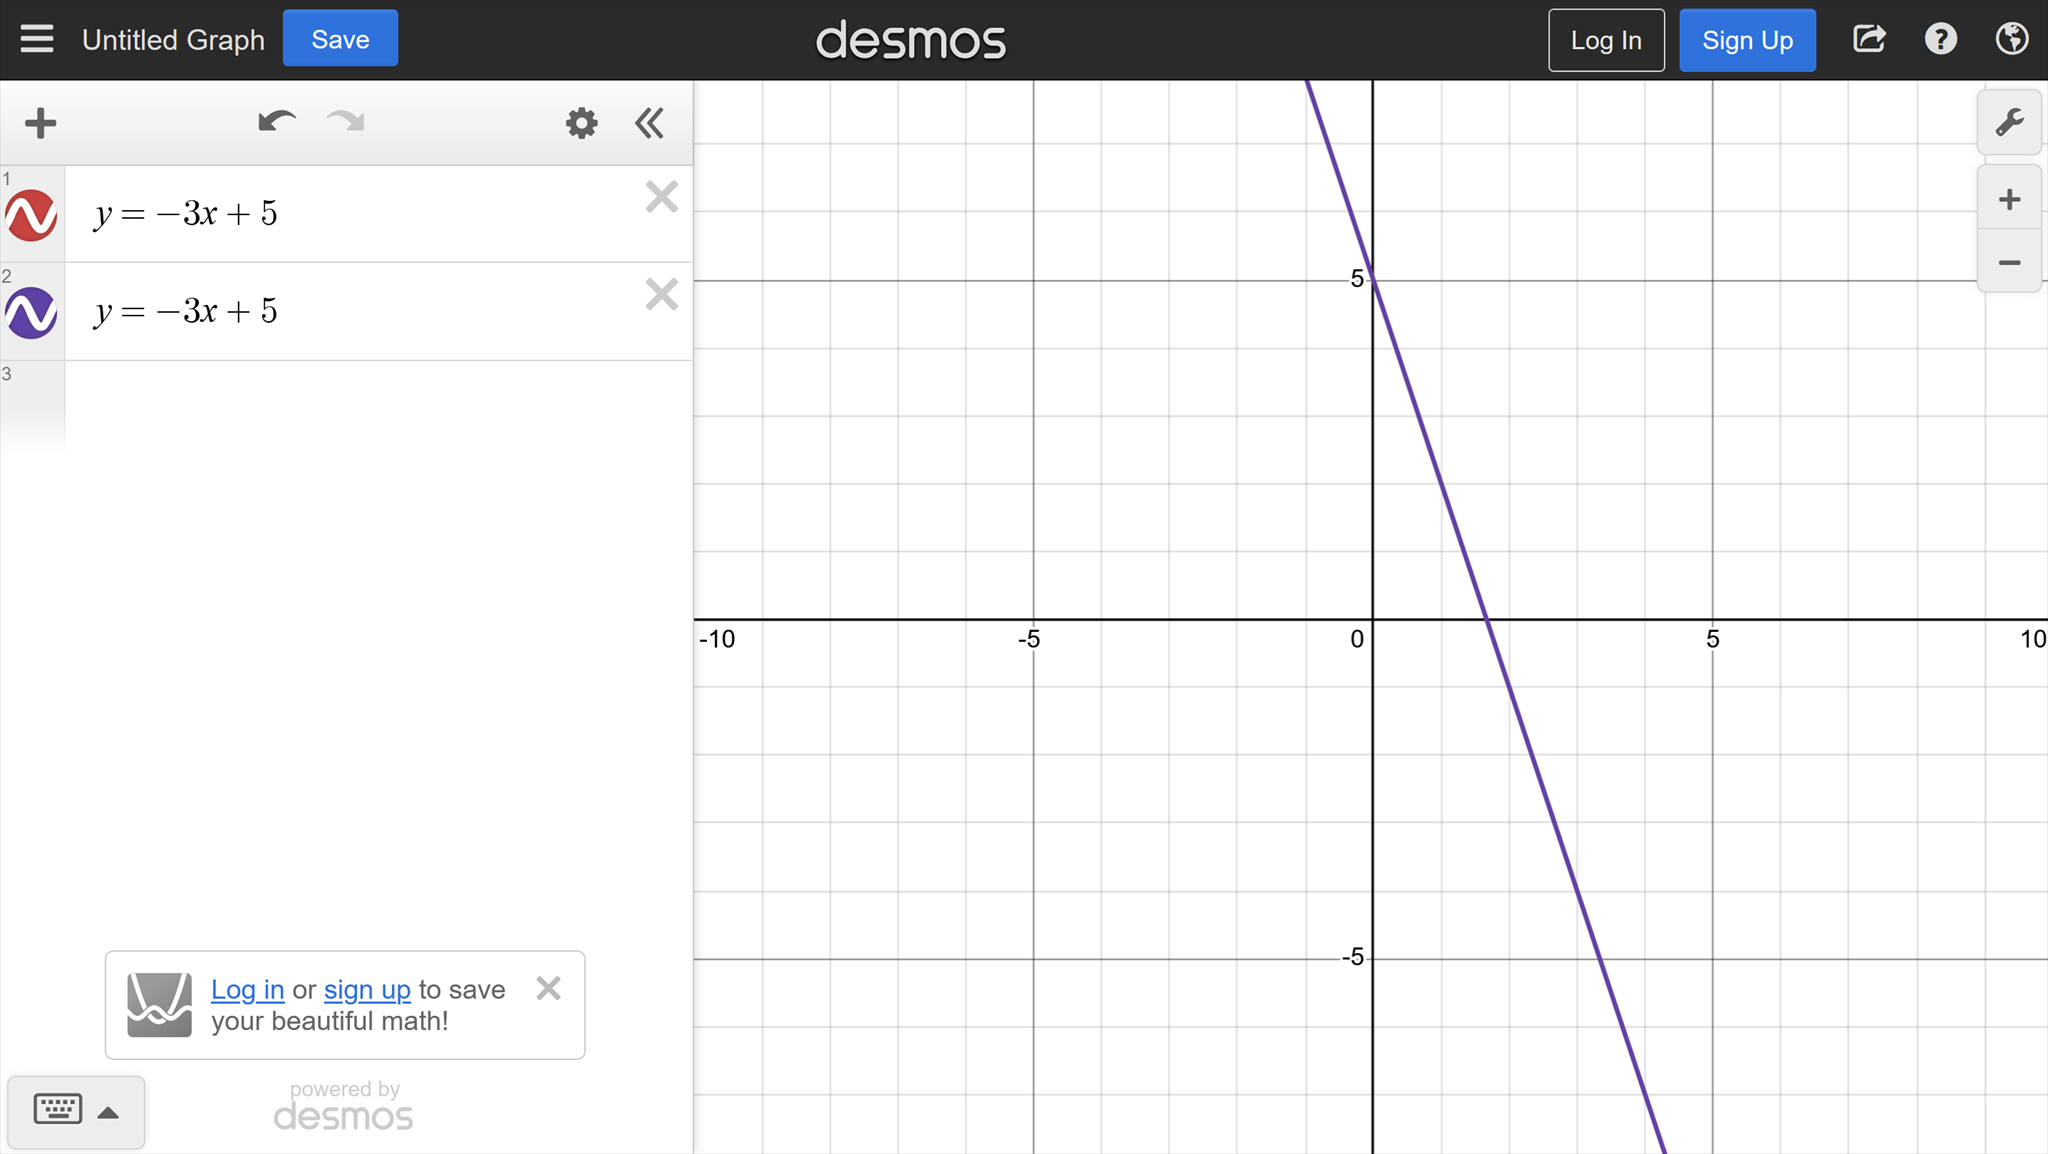 Untitled Graph
Save
desmos
Log In
Sign Up
1
y = −3x + 5
2
y = −3x + 5
3
5
-10
-5
0
5
10
-5
Log in or sign up to save
your beautiful math!
powered by
desmos